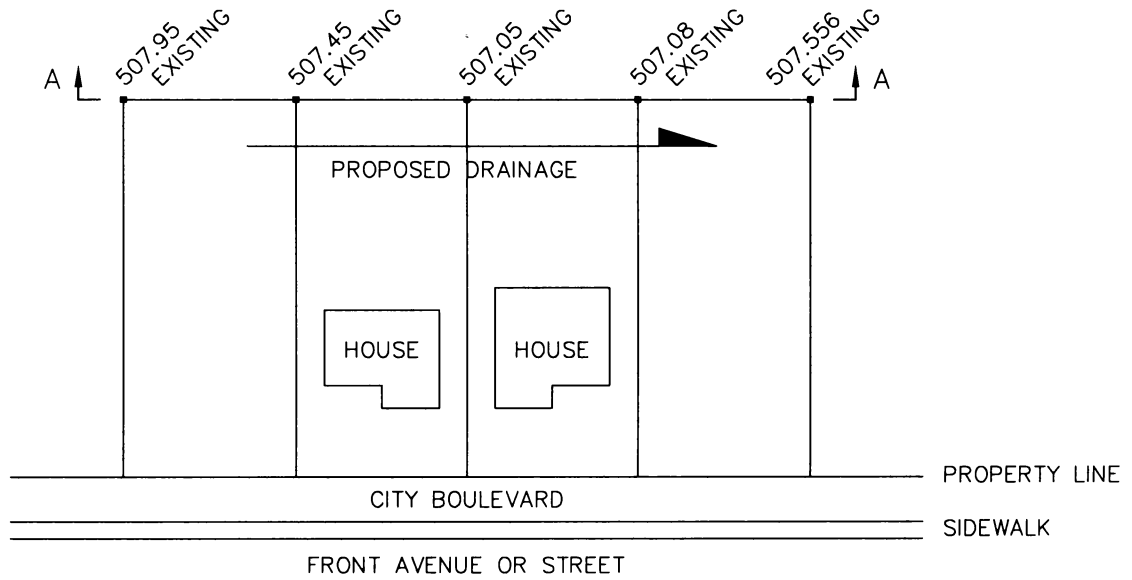 507.95
EXISTING
507.45
EXISTING
507.05
EXISTING
507.08
EXISTING
507.556
EXISTING
A
A
PROPOSED DRAINAGE
HOUSE
HOUSE
PROPERTY LINE
CITY BOULEVARD
SIDEWALK
FRONT AVENUE OR STREET